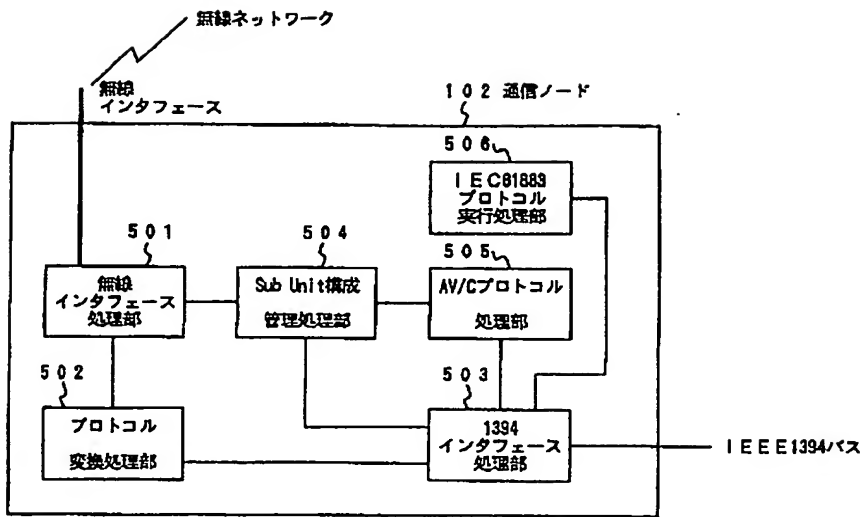 無線ネットワーク
無線
インタフェース
102 通信ノード
506
IEC61883
プロトコル
実行処理部
501
504
505
無線
インタフェース
処理部
Sub Unit構成
管理処理部
AV/Cプロトコル
処理部
502
503
プロトコル
変換処理部
1394
インタフェース
処理部
IEEE1394バス